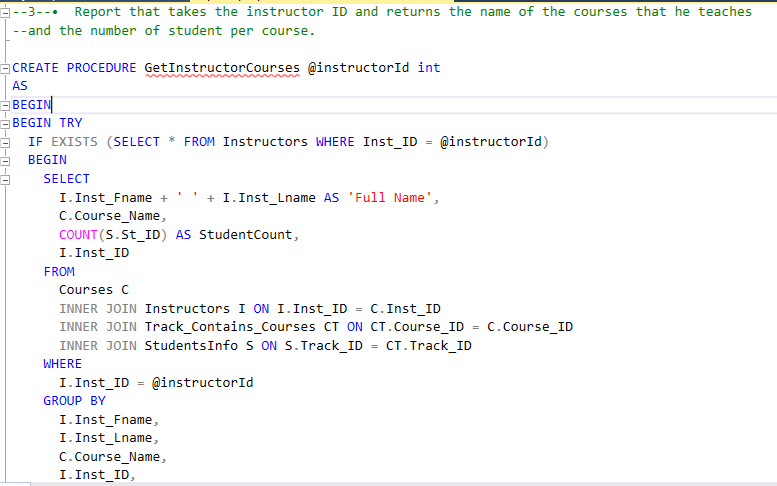 --3--•  Report that takes the instructor ID and returns the name of the courses that he teaches
--and the number of student per course.
CREATE PROCEDURE GetInstructorCourses @instructorId int
AS
BEGIN
BEGIN TRY
  IF EXISTS (SELECT * FROM Instructors WHERE Inst_ID = @instructorId)
  BEGIN
    SELECT
      I.Inst_Fname + ' ' + I.Inst_Lname AS 'Full Name',
      C.Course_Name,
      COUNT(S.St_ID) AS StudentCount,
      I.Inst_ID
    FROM
      Courses C
      INNER JOIN Instructors I ON I.Inst_ID = C.Inst_ID
      INNER JOIN Track_Contains_Courses CT ON CT.Course_ID = C.Course_ID
      INNER JOIN StudentsInfo S ON S.Track_ID = CT.Track_ID
    WHERE
      I.Inst_ID = @instructorId
    GROUP BY
      I.Inst_Fname,
      I.Inst_Lname,
      C.Course_Name,
      I.Inst_ID,